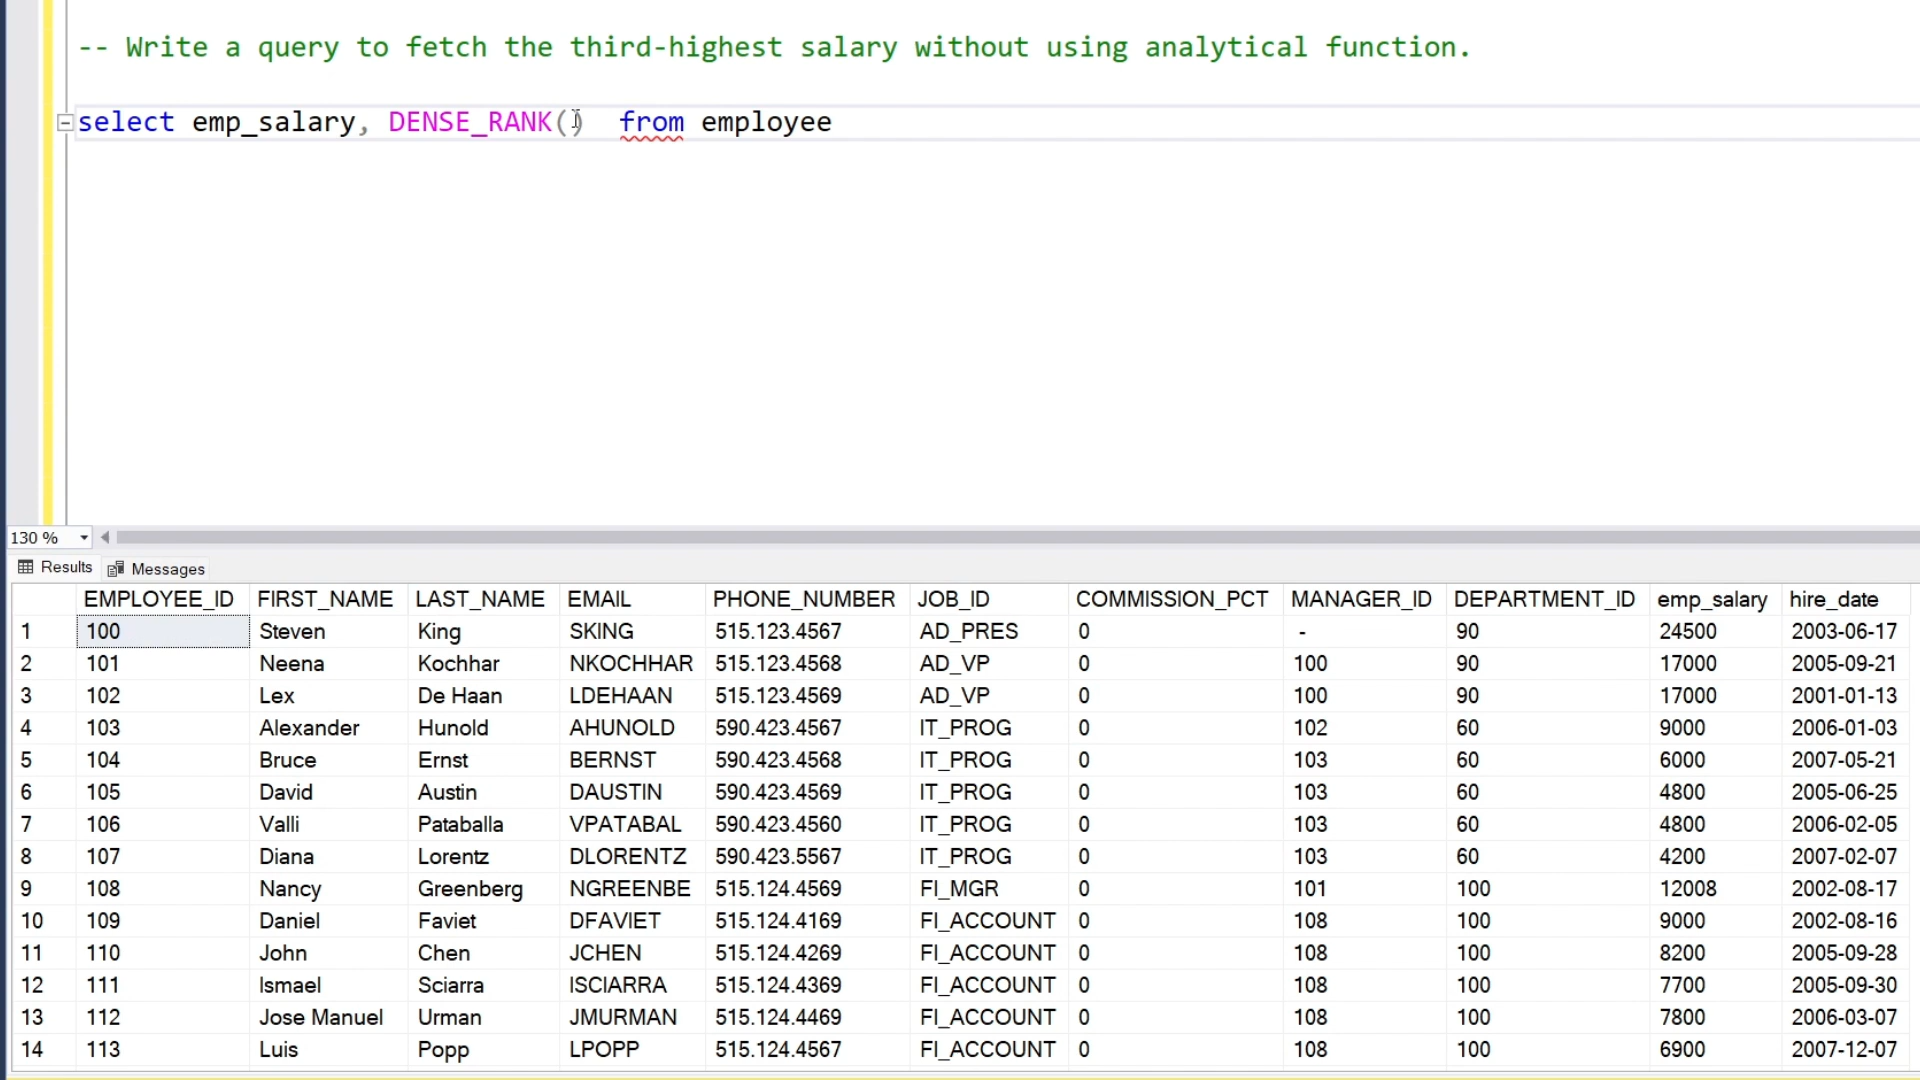 -- Write a query to fetch the third-highest salary without using analytical function.
select emp_salary, DENSE_RANK()  from employee
130 %
Results Messages
EMPLOYEE_ID FIRST_NAME LAST_NAME EMAIL PHONE_NUMBER JOB_ID COMMISSION_PCT MANAGER_ID DEPARTMENT_ID emp_salary hire_date
1 100 Steven King SKING 515.123.4567 AD_PRES 0 - 90 24500 2003-06-17
2 101 Neena Kochhar NKOCHHAR 515.123.4568 AD_VP 0 100 90 17000 2005-09-21
3 102 Lex De Haan LDEHAAN 515.123.4569 AD_VP 0 100 90 17000 2001-01-13
4 103 Alexander Hunold AHUNOLD 590.423.4567 IT_PROG 0 102 60 9000 2006-01-03
5 104 Bruce Ernst BERNST 590.423.4568 IT_PROG 0 103 60 6000 2007-05-21
6 105 David Austin DAUSTIN 590.423.4569 IT_PROG 0 103 60 4800 2005-06-25
7 106 Valli Pataballa VPATABAL 590.423.4560 IT_PROG 0 103 60 4800 2006-02-05
8 107 Diana Lorentz DLORENTZ 590.423.5567 IT_PROG 0 103 60 4200 2007-02-07
9 108 Nancy Greenberg NGREENBE 515.124.4569 FI_MGR 0 101 100 12008 2002-08-17
10 109 Daniel Faviet DFAVIET 515.124.4169 FI_ACCOUNT 0 108 100 9000 2002-08-16
11 110 John Chen JCHEN 515.124.4269 FI_ACCOUNT 0 108 100 8200 2005-09-28
12 111 Ismael Sciarra ISCIARRA 515.124.4369 FI_ACCOUNT 0 108 100 7700 2005-09-30
13 112 Jose Manuel Urman JMURMAN 515.124.4469 FI_ACCOUNT 0 108 100 7800 2006-03-07
14 113 Luis Popp LPOPP 515.124.4567 FI_ACCOUNT 0 108 100 6900 2007-12-07